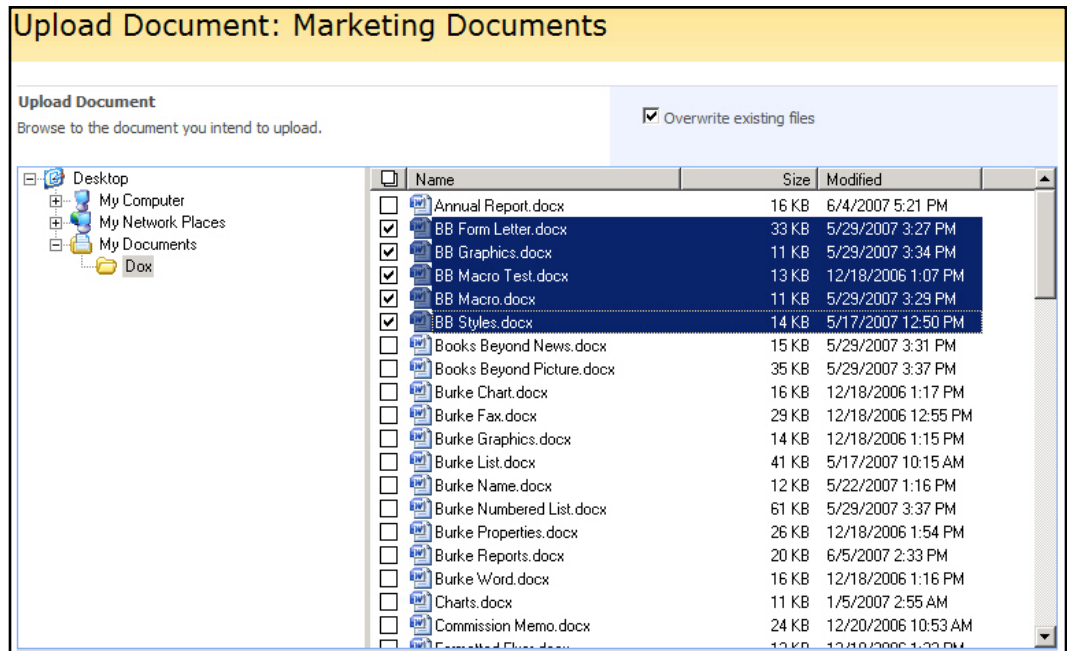 Upload Document: Marketing Documents
Upload Document
Browse to the document you intend to upload.
Overwrite existing files
Desktop
My Computer
My Network Places
My Documents
Dox
Name Size Modified
Annual Report.docx 16 KB 6/4/2007 5:21 PM
BB Form Letter.docx 33 KB 5/29/2007 3:27 PM
BB Graphics.docx 11 KB 5/29/2007 3:34 PM
BB Macro Test.docx 13 KB 12/18/2006 1:07 PM
BB Macro.docx 11 KB 5/29/2007 3:29 PM
BB Styles.docx 14 KB 5/17/2007 12:50 PM
Books Beyond News.docx 15 KB 5/29/2007 3:31 PM
Books Beyond Picture.docx 35 KB 5/29/2007 3:37 PM
Burke Chart.docx 16 KB 12/18/2006 1:17 PM
Burke Fax.docx 29 KB 12/18/2006 12:55 PM
Burke Graphics.docx 14 KB 12/18/2006 1:15 PM
Burke List.docx 41 KB 5/17/2007 10:15 AM
Burke Name.docx 12 KB 5/22/2007 1:16 PM
Burke Numbered List.docx 61 KB 5/29/2007 3:37 PM
Burke Properties.docx 26 KB 12/18/2006 1:54 PM
Burke Reports.docx 20 KB 6/5/2007 2:33 PM
Burke Word.docx 16 KB 12/18/2006 1:16 PM
Charts.docx 11 KB 1/5/2007 2:55 AM
Commission Memo.docx 24 KB 12/20/2006 10:53 AM